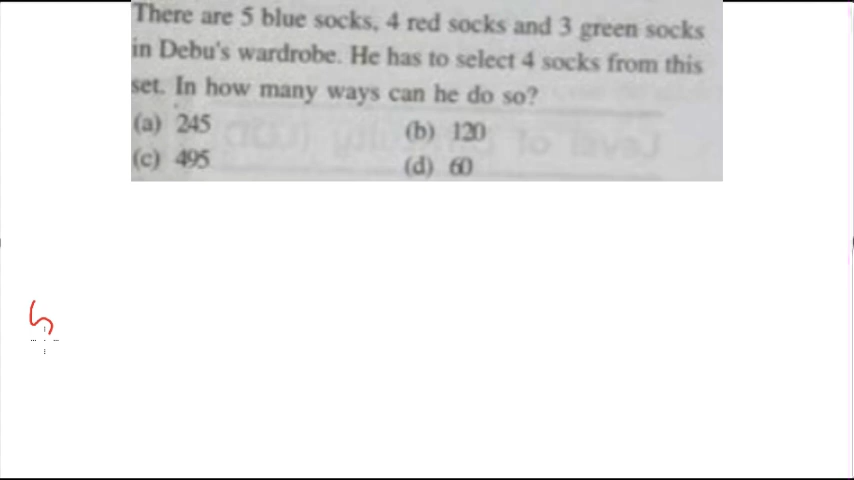 There are 5 blue socks, 4 red socks and 3 green socks
in Debu's wardrobe. He has to select 4 socks from this
set. In how many ways can he do so?
(a) 245 (b) 120
(c) 495 (d) 60
5